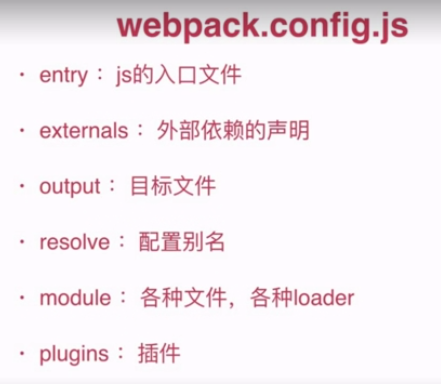 webpack.config.js
· entry： js的入口文件
· externals： 外部依赖的声明
· output： 目标文件
· resolve： 配置别名
· module： 各种文件，各种loader
· plugins： 插件